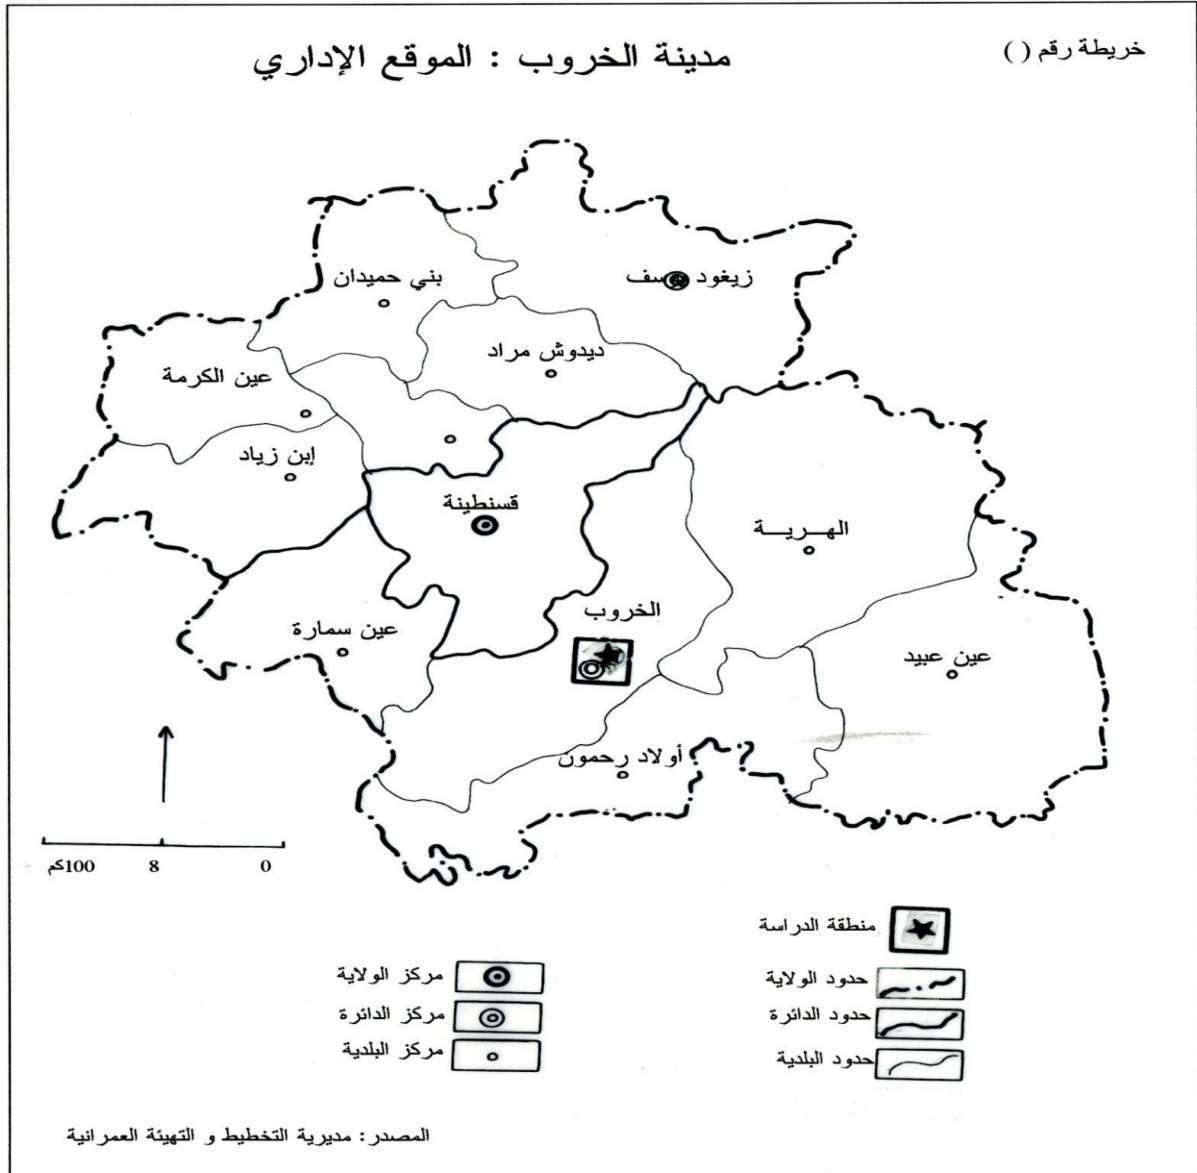 خريطة رقم ( )
مدينة الخروب : الموقع الإداري
زيغود سف
بني حميدان
ديدوش مراد
عين الكرمة
إبن زياد
قسنطينة
الهـريـة
الخروب
عين سمارة
عين عبيد
أولاد رحمون
0 8 100كم
منطقة الدراسة
حدود الولاية
حدود الدائرة
حدود البلدية
مركز الولاية
مركز الدائرة
مركز البلدية
المصدر: مديرية التخطيط و التهيئة العمرانية